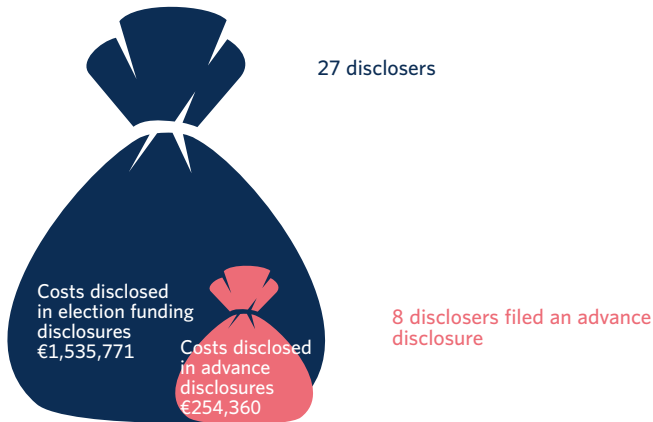 27 disclosers
Costs disclosed
in election funding
disclosures
€1,535,771
8 disclosers filed an advance
disclosure
Costs disclosed
in advance
disclosures
€254,360